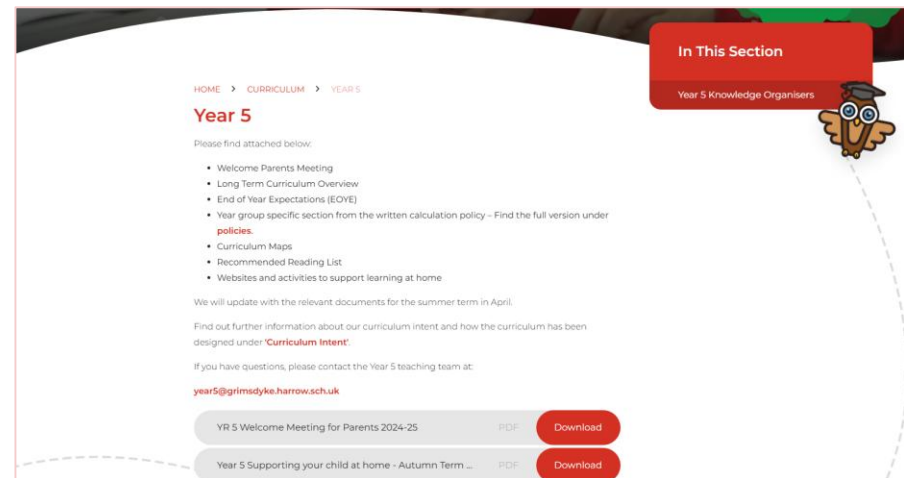 In This Section
Year 5 Knowledge Organisers
HOME > CURRICULUM > YEAR 5
Year 5
Please find attached below:
• Welcome Parents Meeting
• Long Term Curriculum Overview
• End of Year Expectations (EOYE)
• Year group specific section from the written calculation policy – Find the full version under
policies.
• Curriculum Maps
• Recommended Reading List
• Websites and activities to support learning at home
We will update with the relevant documents for the summer term in April.
Find out further information about our curriculum intent and how the curriculum has been
designed under 'Curriculum Intent'.
If you have questions, please contact the Year 5 teaching team at:
year5@grimsdyke.harrow.sch.uk
YR 5 Welcome Meeting for Parents 2024-25 PDF Download
Year 5 Supporting your child at home - Autumn Term ... PDF Download